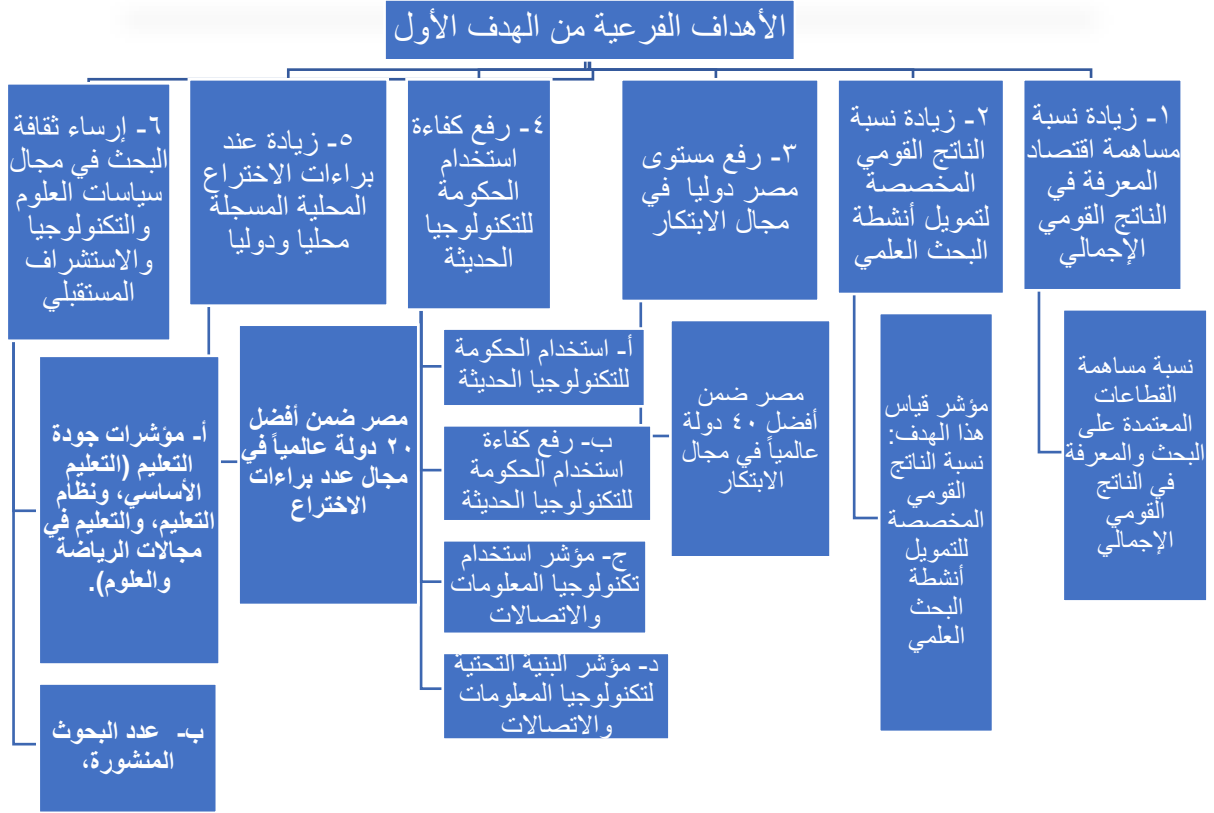 الأهداف الفرعية من الهدف الأول
١- زيادة نسبة
مساهمة اقتصاد
المعرفة في
الناتج القومي
الإجمالي
نسبة مساهمة
القطاعات
المعتمدة على
البحث والمعرفة
في الناتج
القومي
الإجمالي
٢- زيادة نسبة
الناتج القومي
المخصصة
لتمويل أنشطة
البحث العلمي
مؤشر قياس
هذا الهدف:
نسبة الناتج
القومي
المخصصة
للتمويل
أنشطة
البحث
العلمي
٣- رفع مستوى
مصر دوليا في
مجال الابتكار
مصر ضمن
أفضل ٤٠ دولة
عالمياً في مجال
الابتكار
٤- رفع كفاءة
استخدام
الحكومة
للتكنولوجيا
الحديثة
أ- استخدام الحكومة
للتكنولوجيا الحديثة
ب- رفع كفاءة
استخدام الحكومة
للتكنولوجيا الحديثة
ج- مؤشر استخدام
تكنولوجيا المعلومات
والاتصالات
د- مؤشر البنية التحتية
لتكنولوجيا المعلومات
والاتصالات
٥- زيادة عند
براءات الاختراع
المحلية المسجلة
محليا ودوليا
مصر ضمن أفضل
٢٠ دولة عالمياً في
مجال عدد براءات
الاختراع
٦- إرساء ثقافة
البحث في مجال
سياسات العلوم
والتكنولوجيا
والاستشراف
المستقبلي
أ- مؤشرات جودة
التعليم (التعليم
الأساسي، ونظام
التعليم، والتعليم في
مجالات الرياضة
والعلوم).
ب- عدد البحوث
المنشورة،